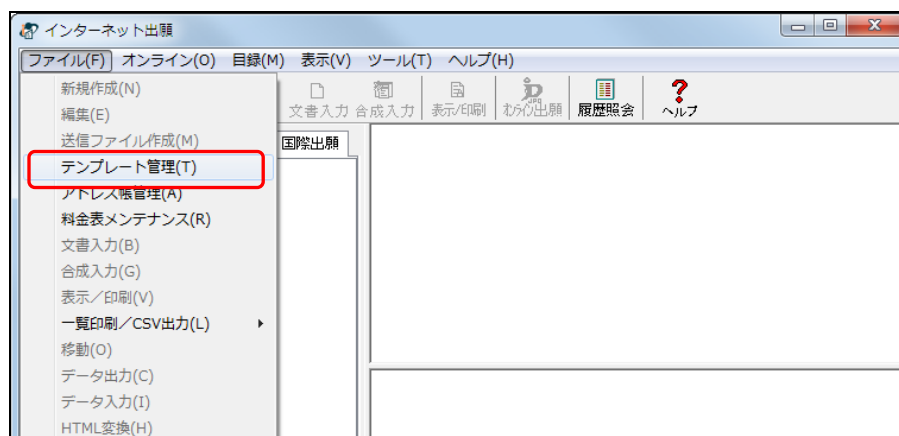 インターネット出願
ファイル(F) オンライン(O) 目録(M) 表示(V) ツール(T) ヘルプ(H)
文書入力 合成入力 表示/印刷 オンライン出願 履歴照会 ヘルプ
国際出願
新規作成(N)
編集(E)
送信ファイル作成(M)
テンプレート管理(T)
アドレス帳管理(A)
料金表メンテナンス(R)
文書入力(B)
合成入力(G)
表示/印刷(V)
一覧印刷/CSV出力(L)
移動(O)
データ出力(C)
データ入力(I)
HTML変換(H)